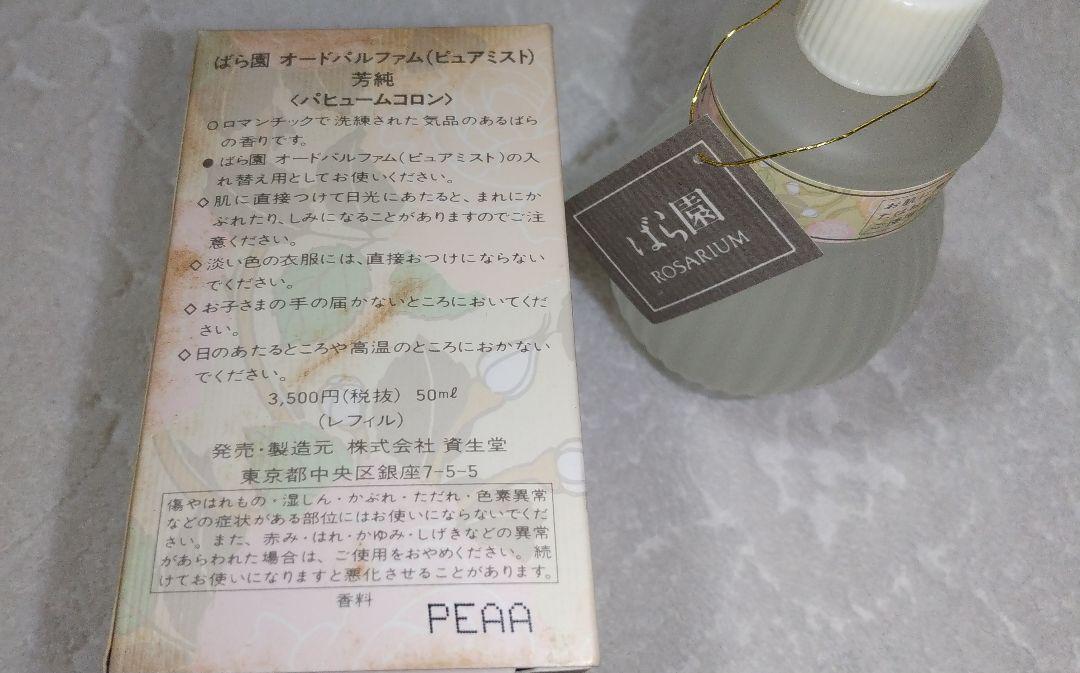 ばら園 オードパルファム(ピュアミスト)
芳純
〈パヒュームコロン〉
○ロマンチックで洗練された気品のあるばら
の香りです。
●ばら園 オードパルファム(ピュアミスト)の入
れ替え用としてお使いください。
◇肌に直接つけて日光にあたると、まれにか
ぶれたり、しみになることがありますのでご注
意ください。
◇淡い色の衣服には、直接おつけにならない
でください。
◇お子さまの手の届かないところにおいてくだ
さい。
◇日のあたるところや高温のところにおかない
でください。
3,500円(税抜) 50ml
(レフィル)
発売・製造元 株式会社 資生堂
東京都中央区銀座7-5-5
傷やはれもの・湿しん・かぶれ・ただれ・色素異常
などの症状がある部位にはお使いにならないでくだ
さい。また、赤み・はれ・かゆみ・しげきなどの異常
があらわれた場合は、ご使用をおやめください。続
けてお使いになりますと悪化させることがあります。
香料
PEAA
ばら園
ROSARIUM
お肌